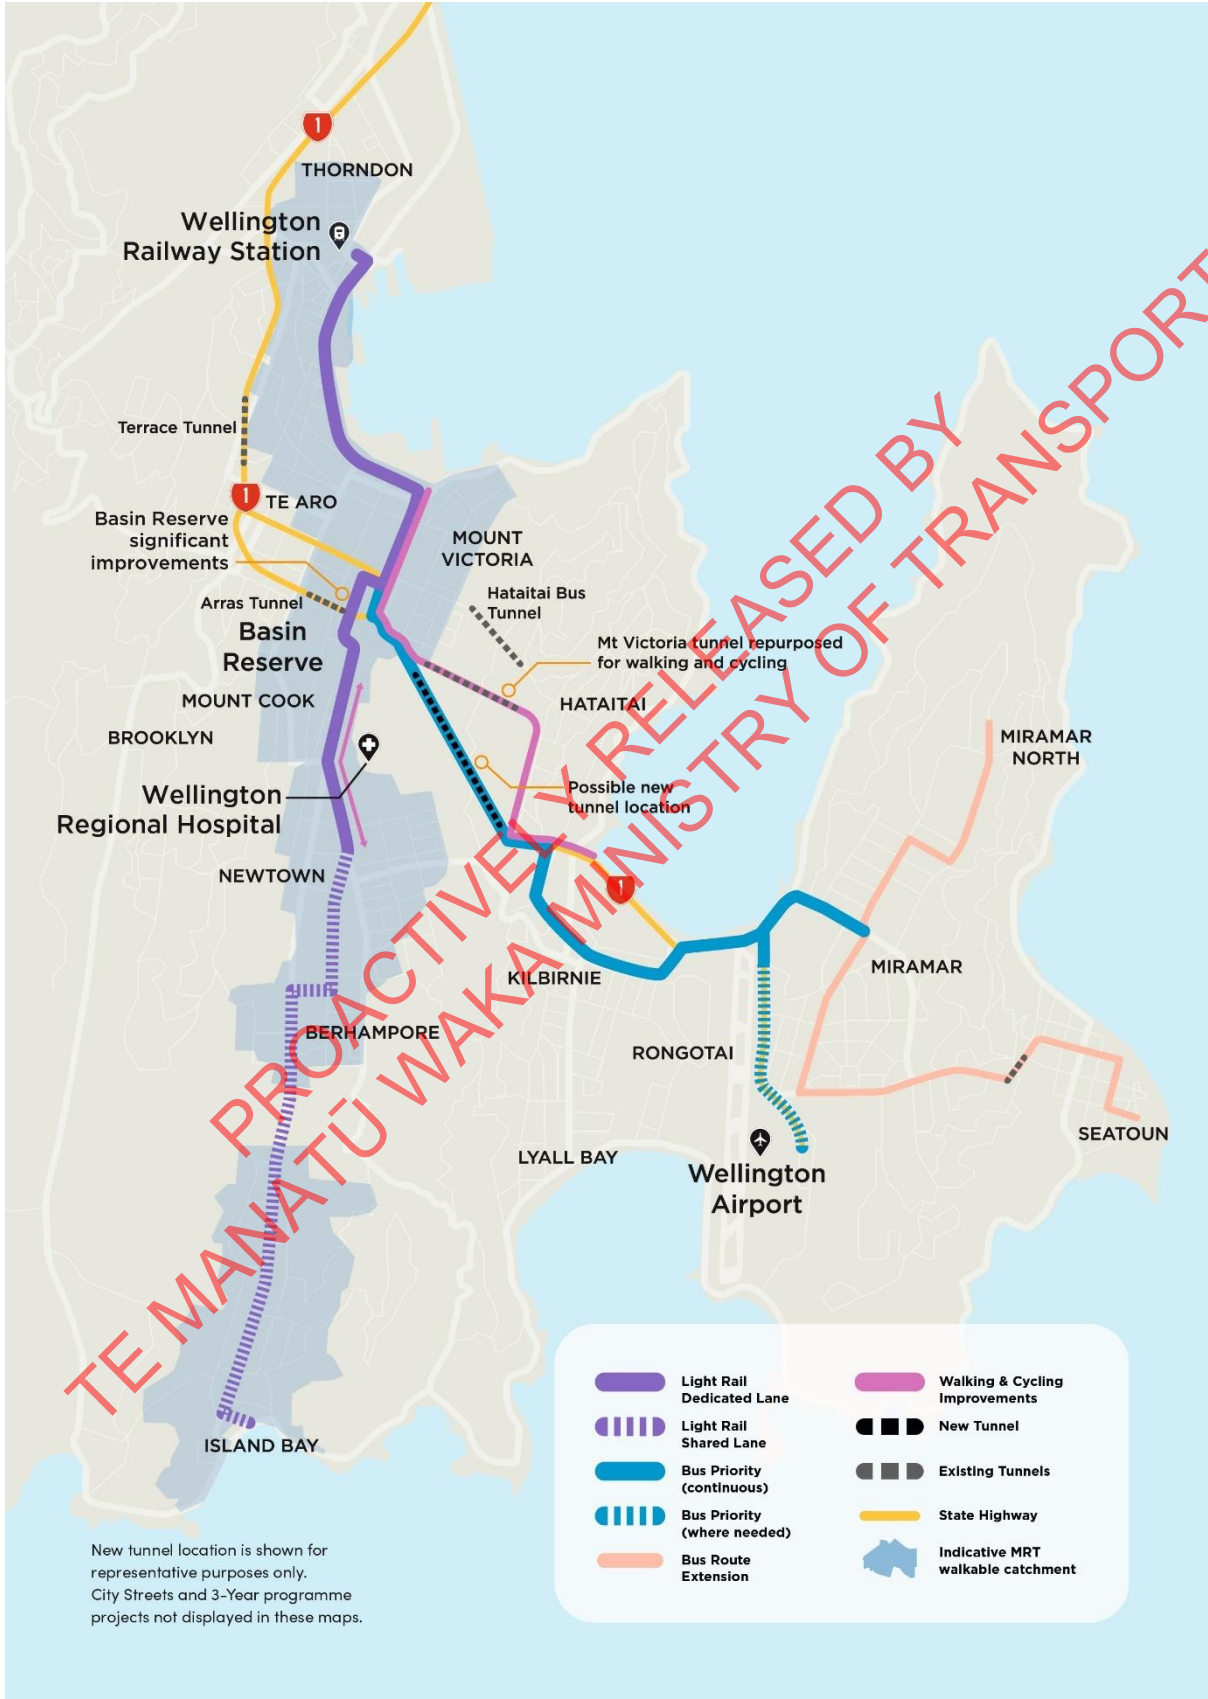 1
THORNDON
Wellington
Railway Station
Terrace Tunnel
1
TE ARO
Basin Reserve
significant
improvements
MOUNT
VICTORIA
Arras Tunnel
Hataitai Bus
Tunnel
Basin
Reserve
Mt Victoria tunnel repurposed
for walking and cycling
MOUNT COOK
HATAITAI
BROOKLYN
MIRAMAR
NORTH
Wellington
Regional Hospital
Possible new
tunnel location
NEWTOWN
1
KILBIRNIE
MIRAMAR
BERHAMPORE
RONGOTAI
SEATOUN
LYALL BAY
Wellington
Airport
ISLAND BAY
PROACTIVELY RELEASED BY
TE MANATŪ WAKA MINISTRY OF TRANSPORT
Light Rail
Dedicated Lane
Light Rail
Shared Lane
Bus Priority
(continuous)
Bus Priority
(where needed)
Bus Route
Extension
Walking & Cycling
Improvements
New Tunnel
Existing Tunnels
State Highway
Indicative MRT
walkable catchment
New tunnel location is shown for
representative purposes only.
City Streets and 3-Year programme
projects not displayed in these maps.